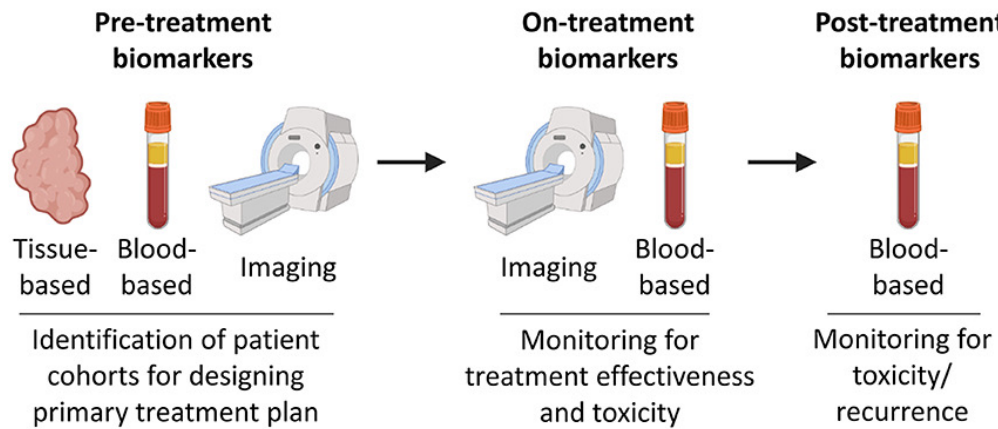 Pre-treatment
biomarkers
Tissue-
based
Blood-
based
Imaging
Identification of patient
cohorts for designing
primary treatment plan
On-treatment
biomarkers
Imaging
Blood-
based
Monitoring for
treatment effectiveness
and toxicity
Post-treatment
biomarkers
Blood-
based
Monitoring for
toxicity/
recurrence